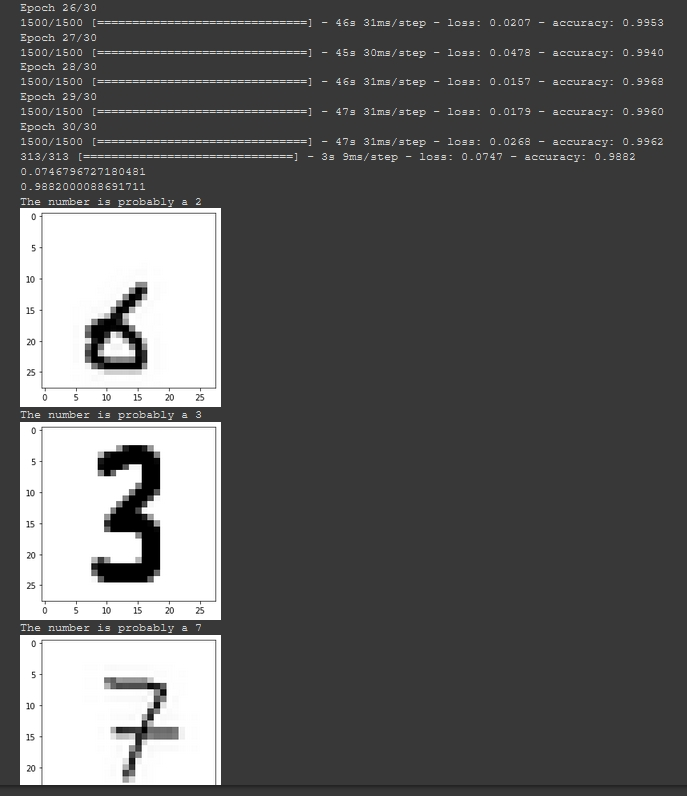 Epoch 26/30
1500/1500 [==============================] - 46s 31ms/step - loss: 0.0207 - accuracy: 0.9953
Epoch 27/30
1500/1500 [==============================] - 45s 30ms/step - loss: 0.0478 - accuracy: 0.9940
Epoch 28/30
1500/1500 [==============================] - 46s 31ms/step - loss: 0.0157 - accuracy: 0.9968
Epoch 29/30
1500/1500 [==============================] - 47s 31ms/step - loss: 0.0179 - accuracy: 0.9960
Epoch 30/30
1500/1500 [==============================] - 47s 31ms/step - loss: 0.0268 - accuracy: 0.9962
313/313 [==============================] - 3s 9ms/step - loss: 0.0747 - accuracy: 0.9882
0.0746796727180481
0.9882000088691711
The number is probably a 2
0
5
10
15
20
25
6
0 5 10 15 20 25
The number is probably a 3
0
5
10
15
20
25
3
0 5 10 15 20 25
The number is probably a 7
0
5
10
15
20
7